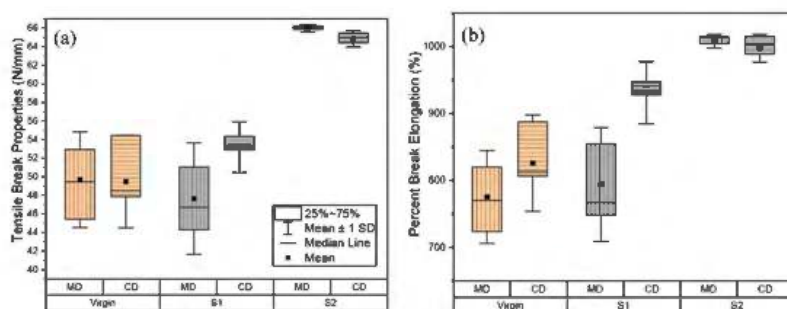 (a)
Tensile Break Properties (N/mm)
66
64
62
60
58
56
54
52
50
48
46
44
42
40
25%~75%
Mean ± 1 SD
Median Line
Mean
MD CD MD CD MD CD
Virgin S1 S2
(b)
Percent Break Elongation (%)
1000
900
800
700
MD CD MD CD MD CD
Virgin S1 S2